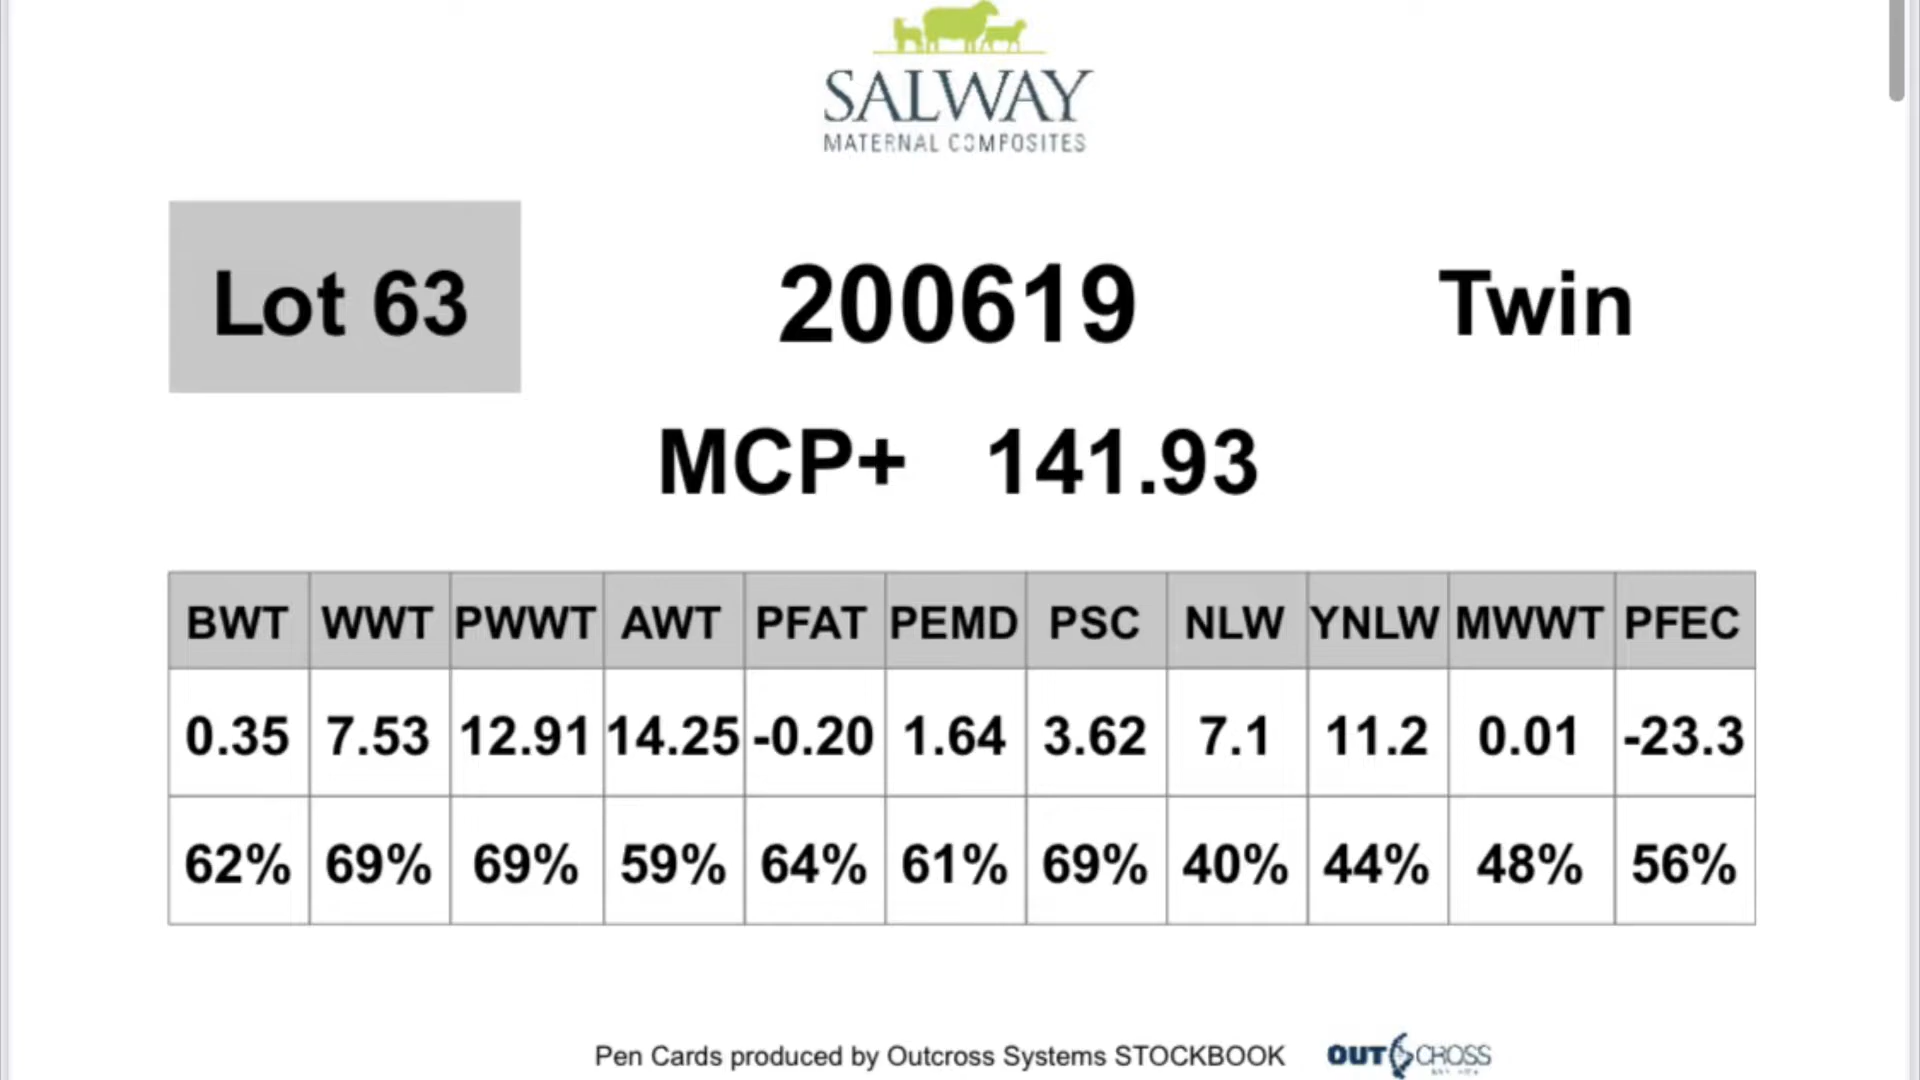 SALWAY
MATERNAL COMPOSITES
Lot 63 200619 Twin
MCP+ 141.93
BWT WWT PWWT AWT PFAT PEMD PSC NLW YNLW MWWT PFEC
0.35 7.53 12.91 14.25 -0.20 1.64 3.62 7.1 11.2 0.01 -23.3
62% 69% 69% 59% 64% 61% 69% 40% 44% 48% 56%
Pen Cards produced by Outcross Systems STOCKBOOK OUTCROSS